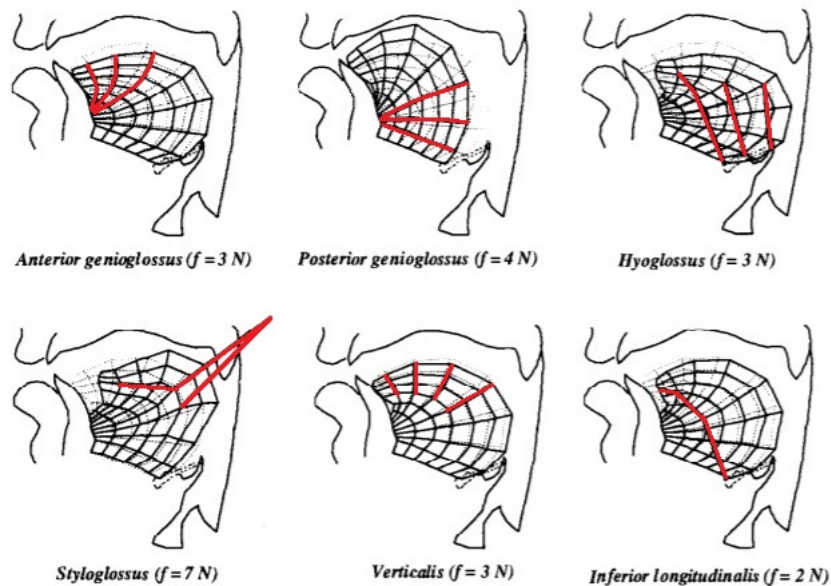 Anterior genioglossus (f = 3 N)
Posterior genioglossus (f = 4 N)
Hyoglossus (f = 3 N)
Styloglossus (f = 7 N)
Verticalis (f = 3 N)
Inferior longitudinalis (f = 2 N)